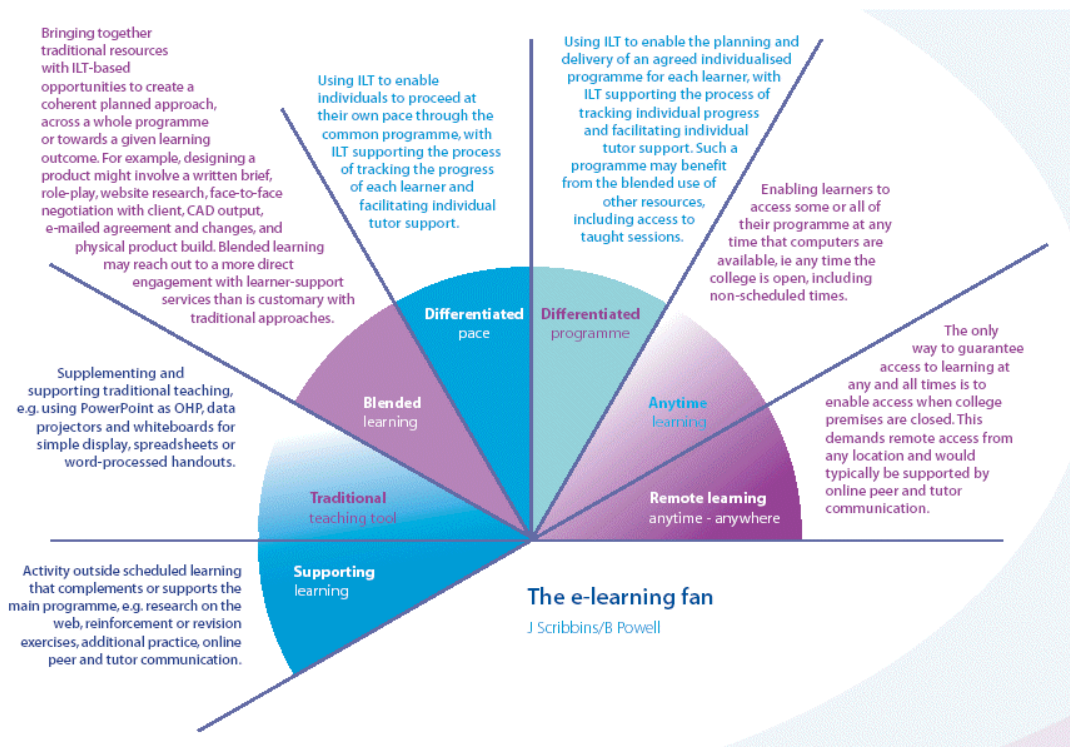 Bringing together
traditional resources
with ILT-based
opportunities to create a
coherent planned approach,
across a whole programme
or towards a given learning
outcome. For example, designing a
product might involve a written brief,
role-play, website research, face-to-face
negotiation with client, CAD output,
e-mailed agreement and changes, and
physical product build. Blended learning
may reach out to a more direct
engagement with learner-support
services than is customary with
traditional approaches.
Using ILT to enable
individuals to proceed at
their own pace through the
common programme, with
ILT supporting the process
of tracking the progress
of each learner and
facilitating individual
tutor support.
Using ILT to enable the planning and
delivery of an agreed individualised
programme for each learner, with
ILT supporting the process of
tracking individual progress
and facilitating individual
tutor support. Such a
programme may benefit
from the blended use of
other resources,
including access to
taught sessions.
Enabling learners to
access some or all of
their programme at any
time that computers are
available, ie any time the
college is open, including
non-scheduled times.
The only
way to guarantee
access to learning at
any and all times is to
enable access when college
premises are closed. This
demands remote access from
any location and would
typically be supported by
online peer and tutor
communication.
Supplementing and
supporting traditional teaching,
e.g. using PowerPoint as OHP, data
projectors and whiteboards for
simple display, spreadsheets or
word-processed handouts.
Activity outside scheduled learning
that complements or supports the
main programme, e.g. research on the
web, reinforcement or revision
exercises, additional practice, online
peer and tutor communication.
Differentiated
pace
Differentiated
programme
Blended
learning
Anytime
learning
Traditional
teaching tool
Remote learning
anytime - anywhere
Supporting
learning
The e-learning fan
J Scribbins/B Powell